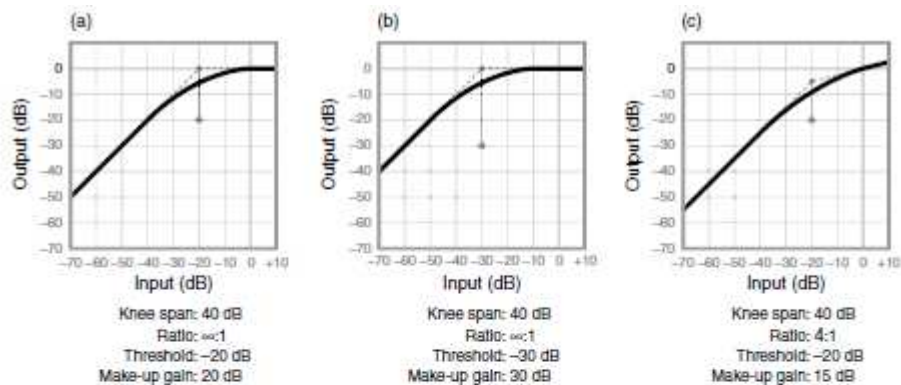 (a)
0
-10
-20
-30
-40
-50
-60
-70
Output (dB)
-70 -60 -50 -40 -30 -20 -10 0 +10
Input (dB)
Knee span: 40 dB
Ratio: ∞:1
Threshold: –20 dB
Make-up gain: 20 dB
(b)
0
-10
-20
-30
-40
-50
-60
-70
Output (dB)
-70 -60 -50 -40 -30 -20 -10 0 +10
Input (dB)
Knee span: 40 dB
Ratio: ∞:1
Threshold: –30 dB
Make-up gain: 30 dB
(c)
0
-10
-20
-30
-40
-50
-60
-70
Output (dB)
-70 -60 -50 -40 -30 -20 -10 0 +10
Input (dB)
Knee span: 40 dB
Ratio: 4:1
Threshold: –20 dB
Make-up gain: 15 dB